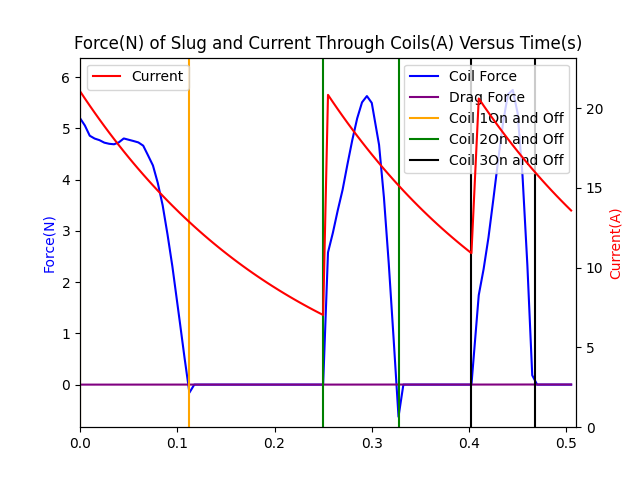 Force(N) of Slug and Current Through Coils(A) Versus Time(s)
Current
Coil Force
Drag Force
Coil 1On and Off
Coil 2On and Off
Coil 3On and Off
Force(N)
6
5
4
3
2
1
0
Current(A)
20
15
10
5
0
0.0 0.1 0.2 0.3 0.4 0.5